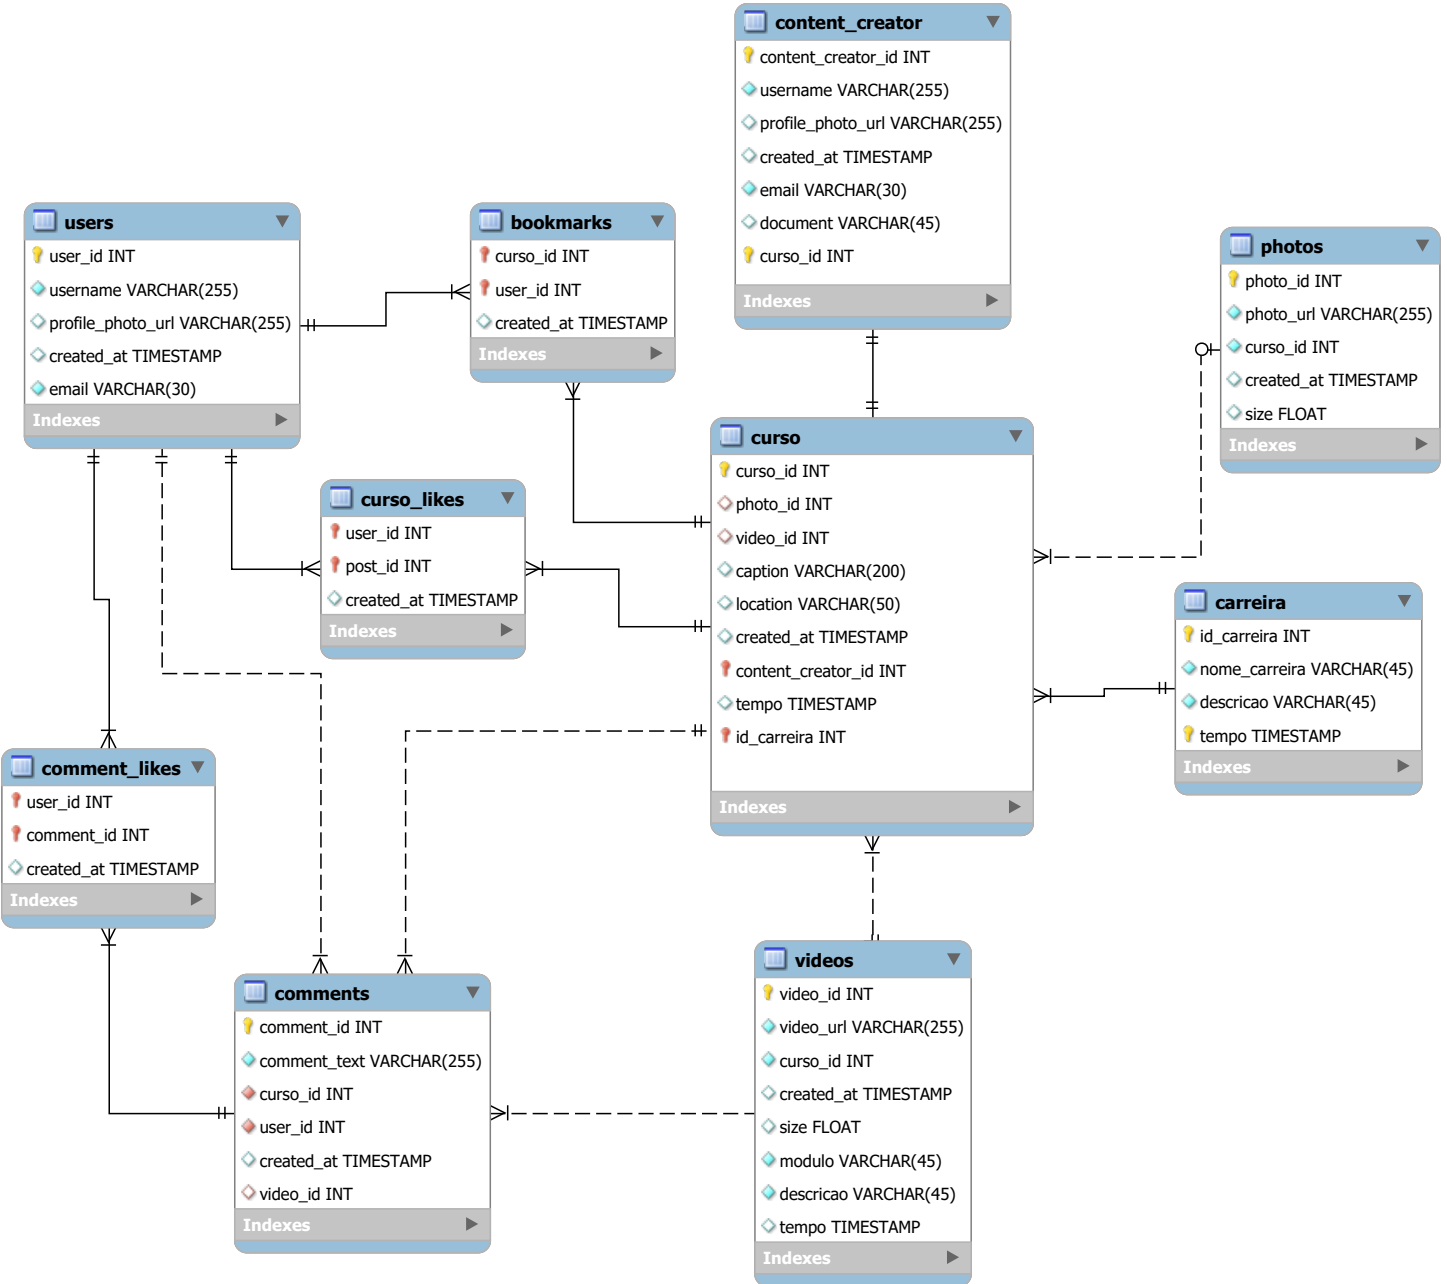 content_creator
content_creator_id INT
username VARCHAR(255)
profile_photo_url VARCHAR(255)
created_at TIMESTAMP
email VARCHAR(30)
document VARCHAR(45)
curso_id INT
Indexes
users
user_id INT
username VARCHAR(255)
profile_photo_url VARCHAR(255)
created_at TIMESTAMP
email VARCHAR(30)
Indexes
bookmarks
curso_id INT
user_id INT
created_at TIMESTAMP
Indexes
photos
photo_id INT
photo_url VARCHAR(255)
curso_id INT
created_at TIMESTAMP
size FLOAT
Indexes
curso_likes
user_id INT
post_id INT
created_at TIMESTAMP
Indexes
curso
curso_id INT
photo_id INT
video_id INT
caption VARCHAR(200)
location VARCHAR(50)
created_at TIMESTAMP
content_creator_id INT
tempo TIMESTAMP
id_carreira INT
Indexes
carreira
id_carreira INT
nome_carreira VARCHAR(45)
descricao VARCHAR(45)
tempo TIMESTAMP
Indexes
comment_likes
user_id INT
comment_id INT
created_at TIMESTAMP
Indexes
comments
comment_id INT
comment_text VARCHAR(255)
curso_id INT
user_id INT
created_at TIMESTAMP
video_id INT
Indexes
videos
video_id INT
video_url VARCHAR(255)
curso_id INT
created_at TIMESTAMP
size FLOAT
modulo VARCHAR(45)
descricao VARCHAR(45)
tempo TIMESTAMP
Indexes